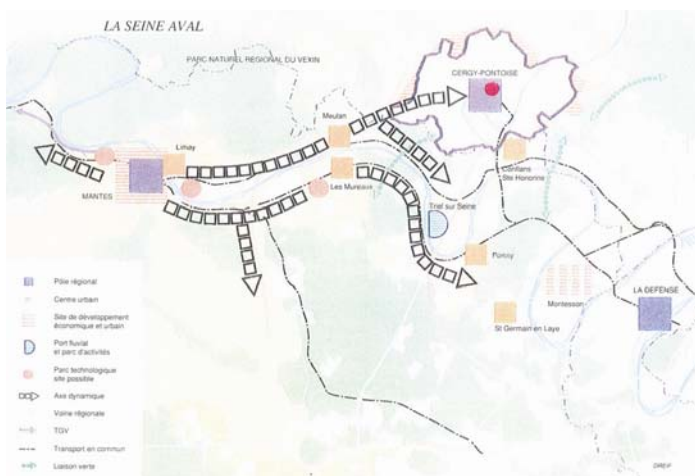 LA SEINE AVAL
PARC NATUREL REGIONAL DU VEXIN
CERGY-PONTOISE
Meulan
Limay
Conflans
Ste Honorine
MANTES
Les Mureaux
Triel sur Seine
Poissy
Montesson
LA DEFENSE
St Germain en Laye
Pôle régional
Centre urbain
Site de développement
économique et urbain
Port fluvial
et parc d'activités
Parc technologique
site possible
Axe dynamique
Voirie régionale
TGV
Transport en commun
Liaison verte
DREIF